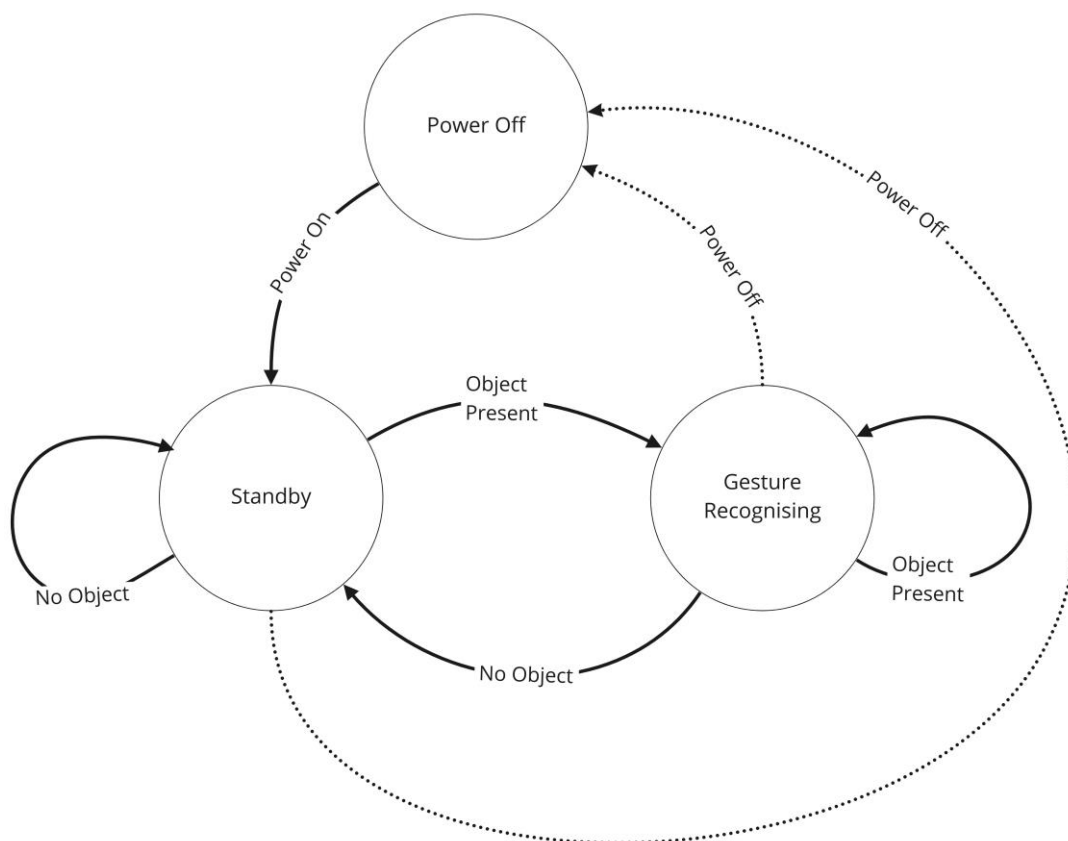 Power Off
Power On
Power Off
Power Off
Object
Present
Standby
Gesture
Recognising
No Object
Object
Present
No Object